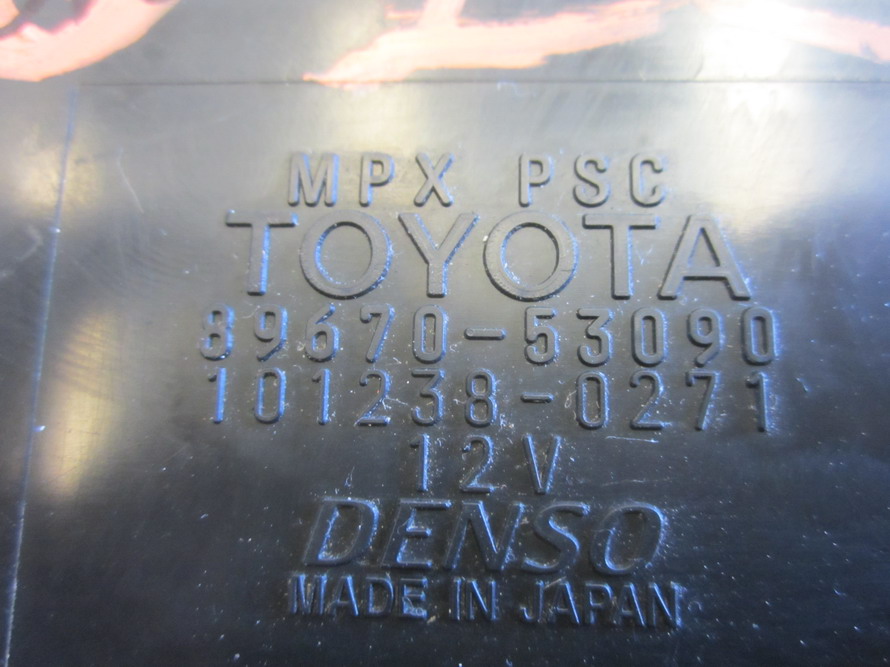 MPX PSC
TOYOTA
89670-53090
101238-0271
12V
DENSO
MADE IN JAPAN